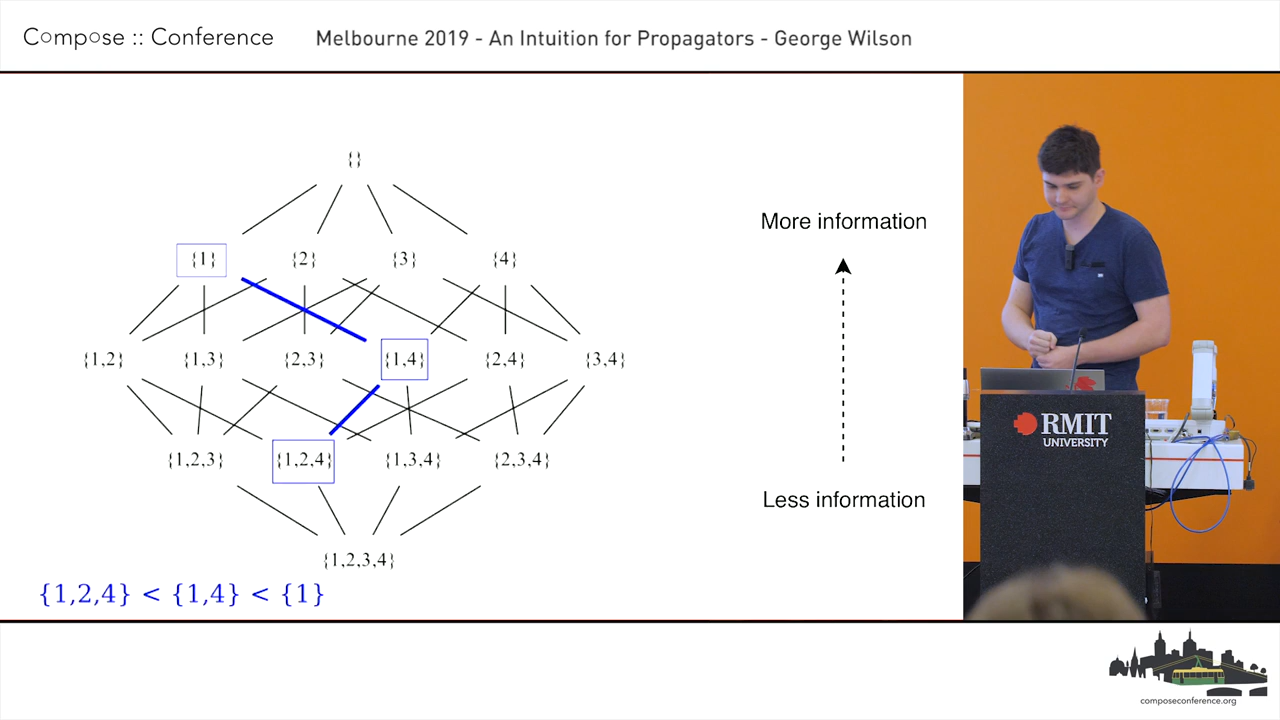 Compose :: Conference
Melbourne 2019 - An Intuition for Propagators - George Wilson
{}
{1} {2} {3} {4}
{1,2} {1,3} {2,3} {1,4} {2,4} {3,4}
{1,2,3} {1,2,4} {1,3,4} {2,3,4}
{1,2,3,4}
{1,2,4} < {1,4} < {1}
More information
Less information
RMIT
UNIVERSITY
composeconference.org